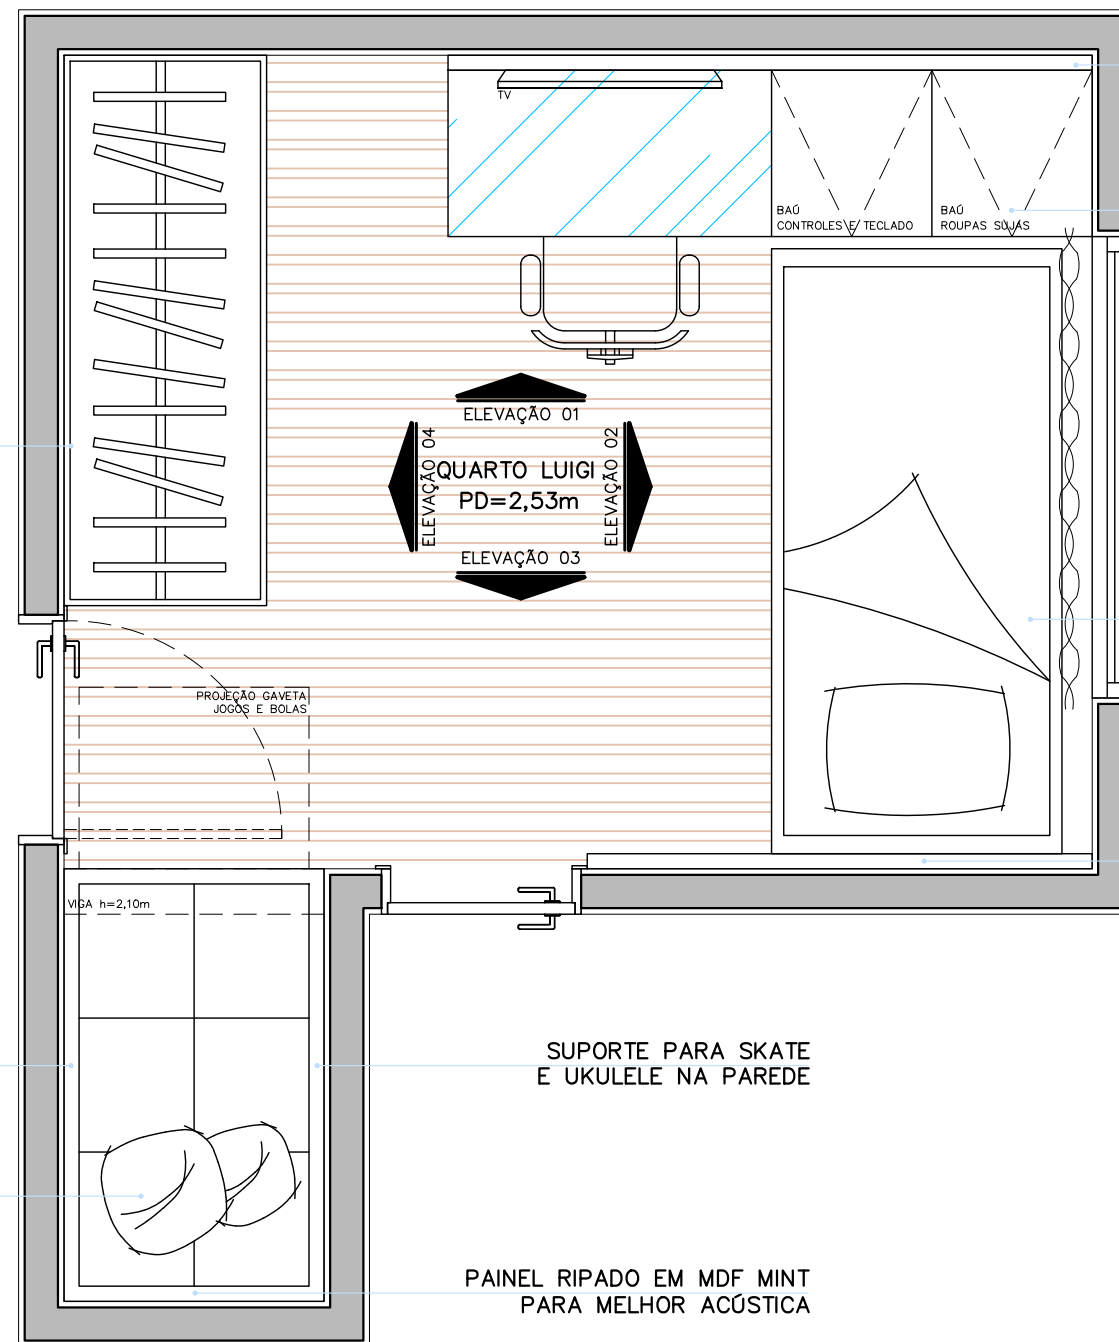 TV
BAÚ
CONTROLES E TECLADO
BAÚ
ROUPAS SUJAS
ELEVAÇÃO 01
ELEVAÇÃO 04
QUARTO LUIGI
PD=2,53m
ELEVAÇÃO 02
ELEVAÇÃO 03
PROJEÇÃO GAVETA
JOGOS E BOLAS
VIGA h=2,10m
SUPORTE PARA SKATE
E UKULELE NA PAREDE
PAINEL RIPADO EM MDF MINT
PARA MELHOR ACÚSTICA